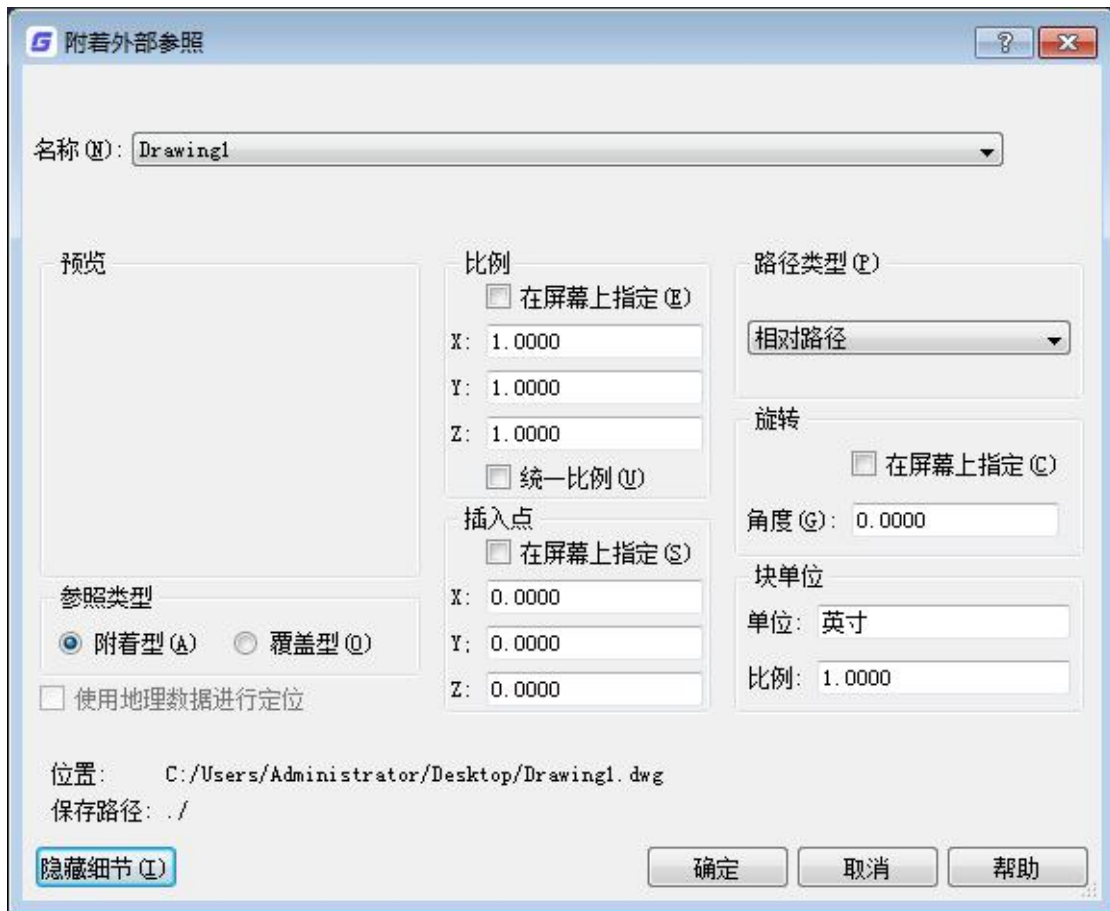 附着外部参照
名称(N): Drawing1
预览
比例
在屏幕上指定(E)
X: 1.0000
Y: 1.0000
Z: 1.0000
统一比例(U)
路径类型(P)
相对路径
旋转
在屏幕上指定(C)
角度(G): 0.0000
插入点
在屏幕上指定(S)
X: 0.0000
Y: 0.0000
Z: 0.0000
块单位
单位: 英寸
比例: 1.0000
参照类型
附着型(A) 覆盖型(O)
使用地理数据进行定位
位置: C:/Users/Administrator/Desktop/Drawing1.dwg
保存路径: ./
隐藏细节(I) 确定 取消 帮助